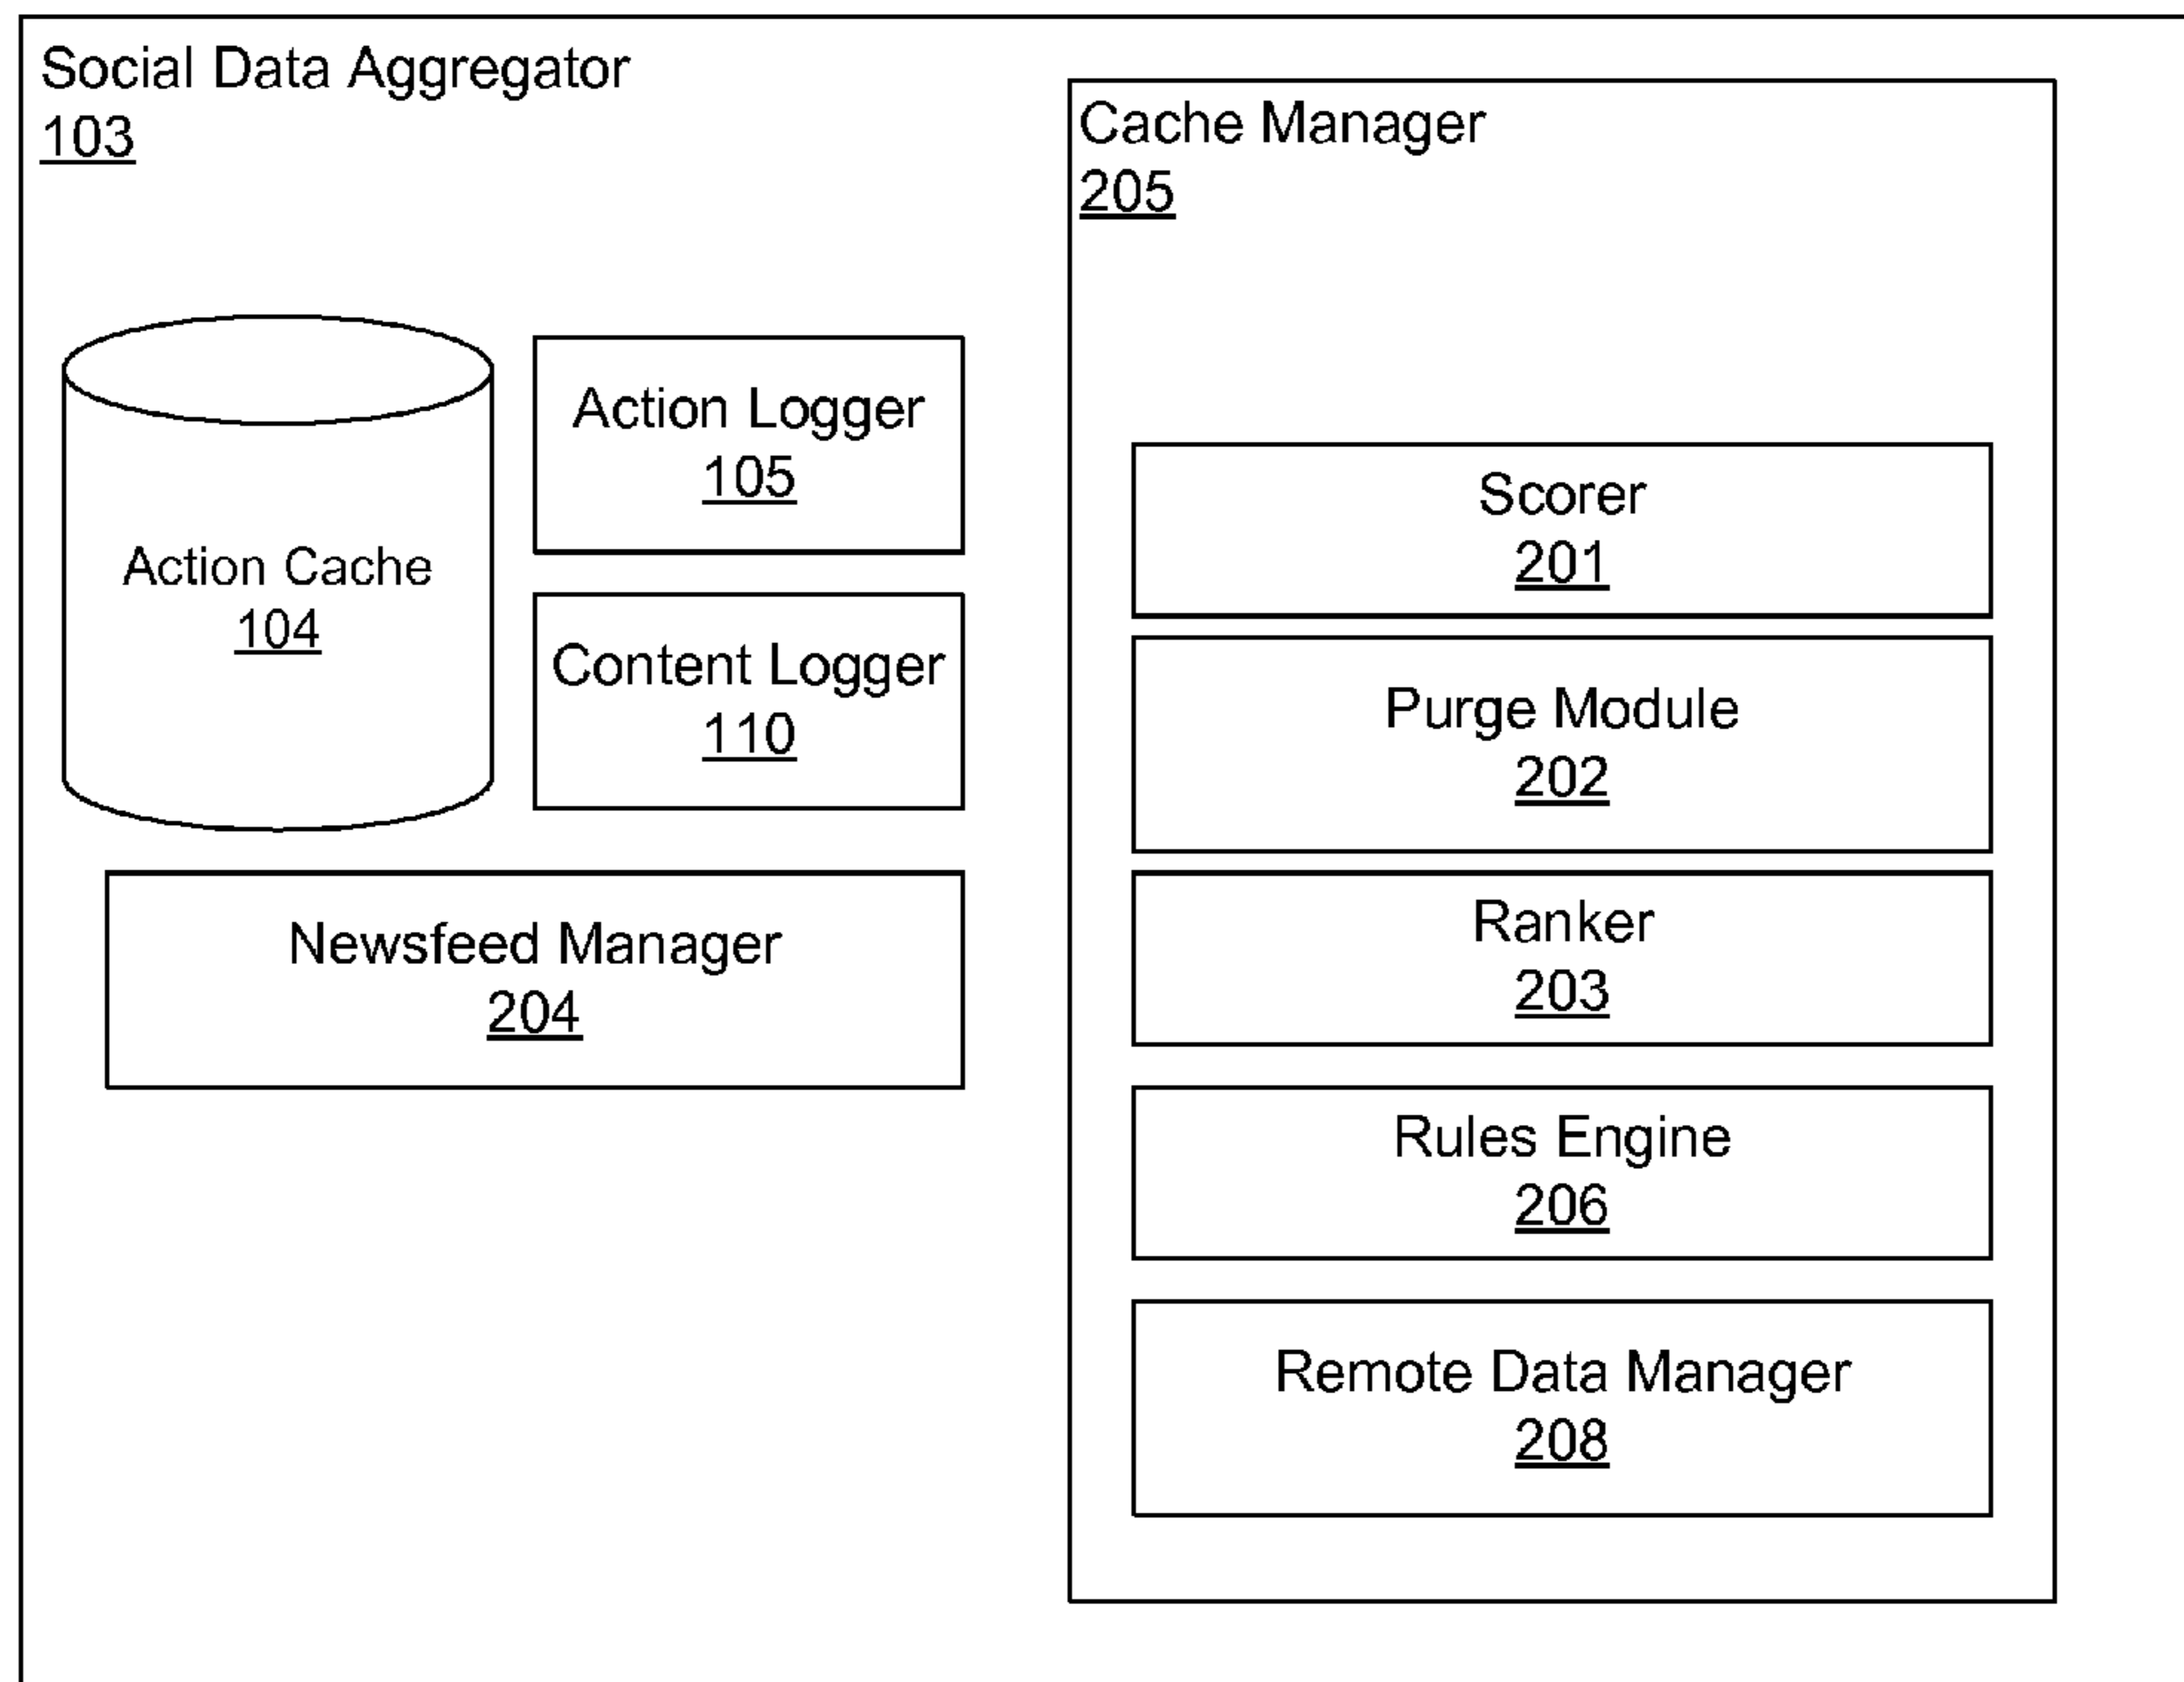 Social Data Aggregator
103
Action Cache
104
Action Logger
105
Content Logger
110
Newsfeed Manager
204
Cache Manager
205
Scorer
201
Purge Module
202
Ranker
203
Rules Engine
206
Remote Data Manager
208